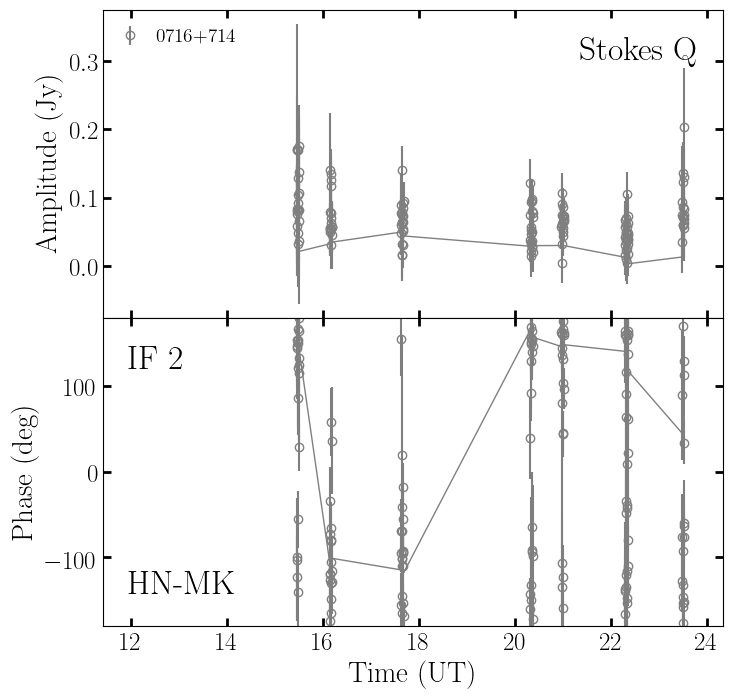 0716+714
Stokes Q
0.3
0.2
0.1
0.0
Amplitude (Jy)
IF 2
100
0
−100
Phase (deg)
HN-MK
12 14 16 18 20 22 24
Time (UT)